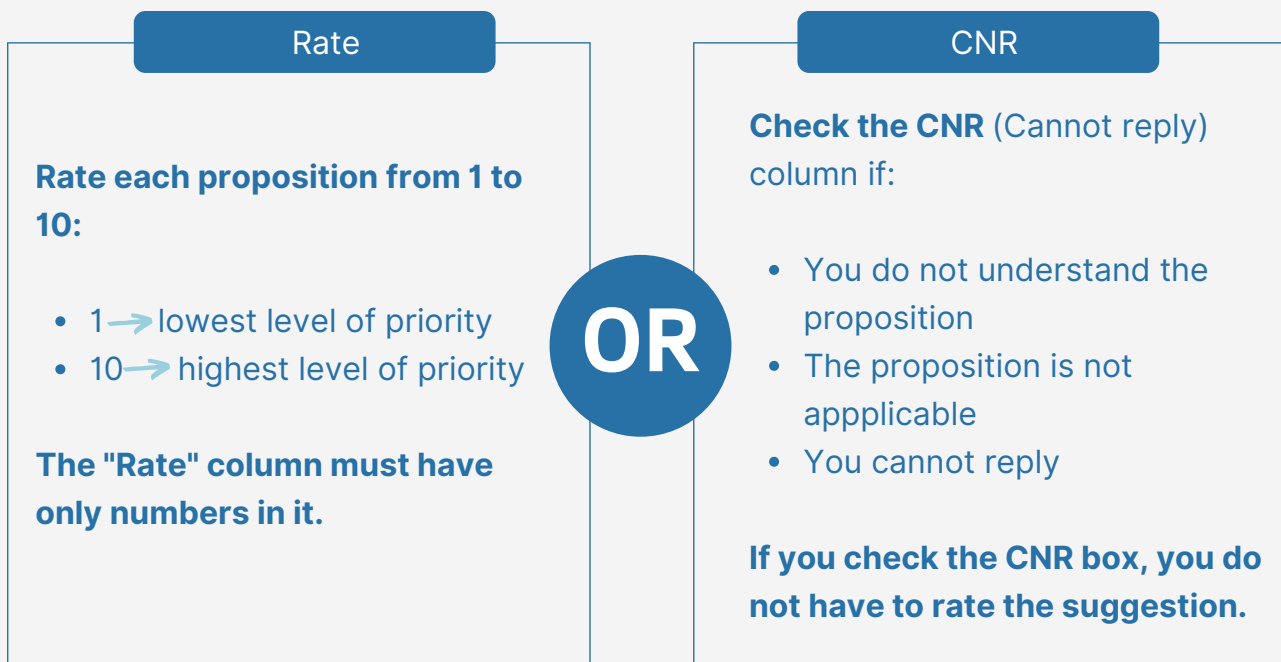 Rate
Rate each proposition from 1 to
10:
• 1→lowest level of priority
• 10→highest level of priority
The "Rate" column must have
only numbers in it.
OR
CNR
Check the CNR (Cannot reply)
column if:
• You do not understand the
proposition
• The proposition is not
appplicable
• You cannot reply
If you check the CNR box, you do
not have to rate the suggestion.